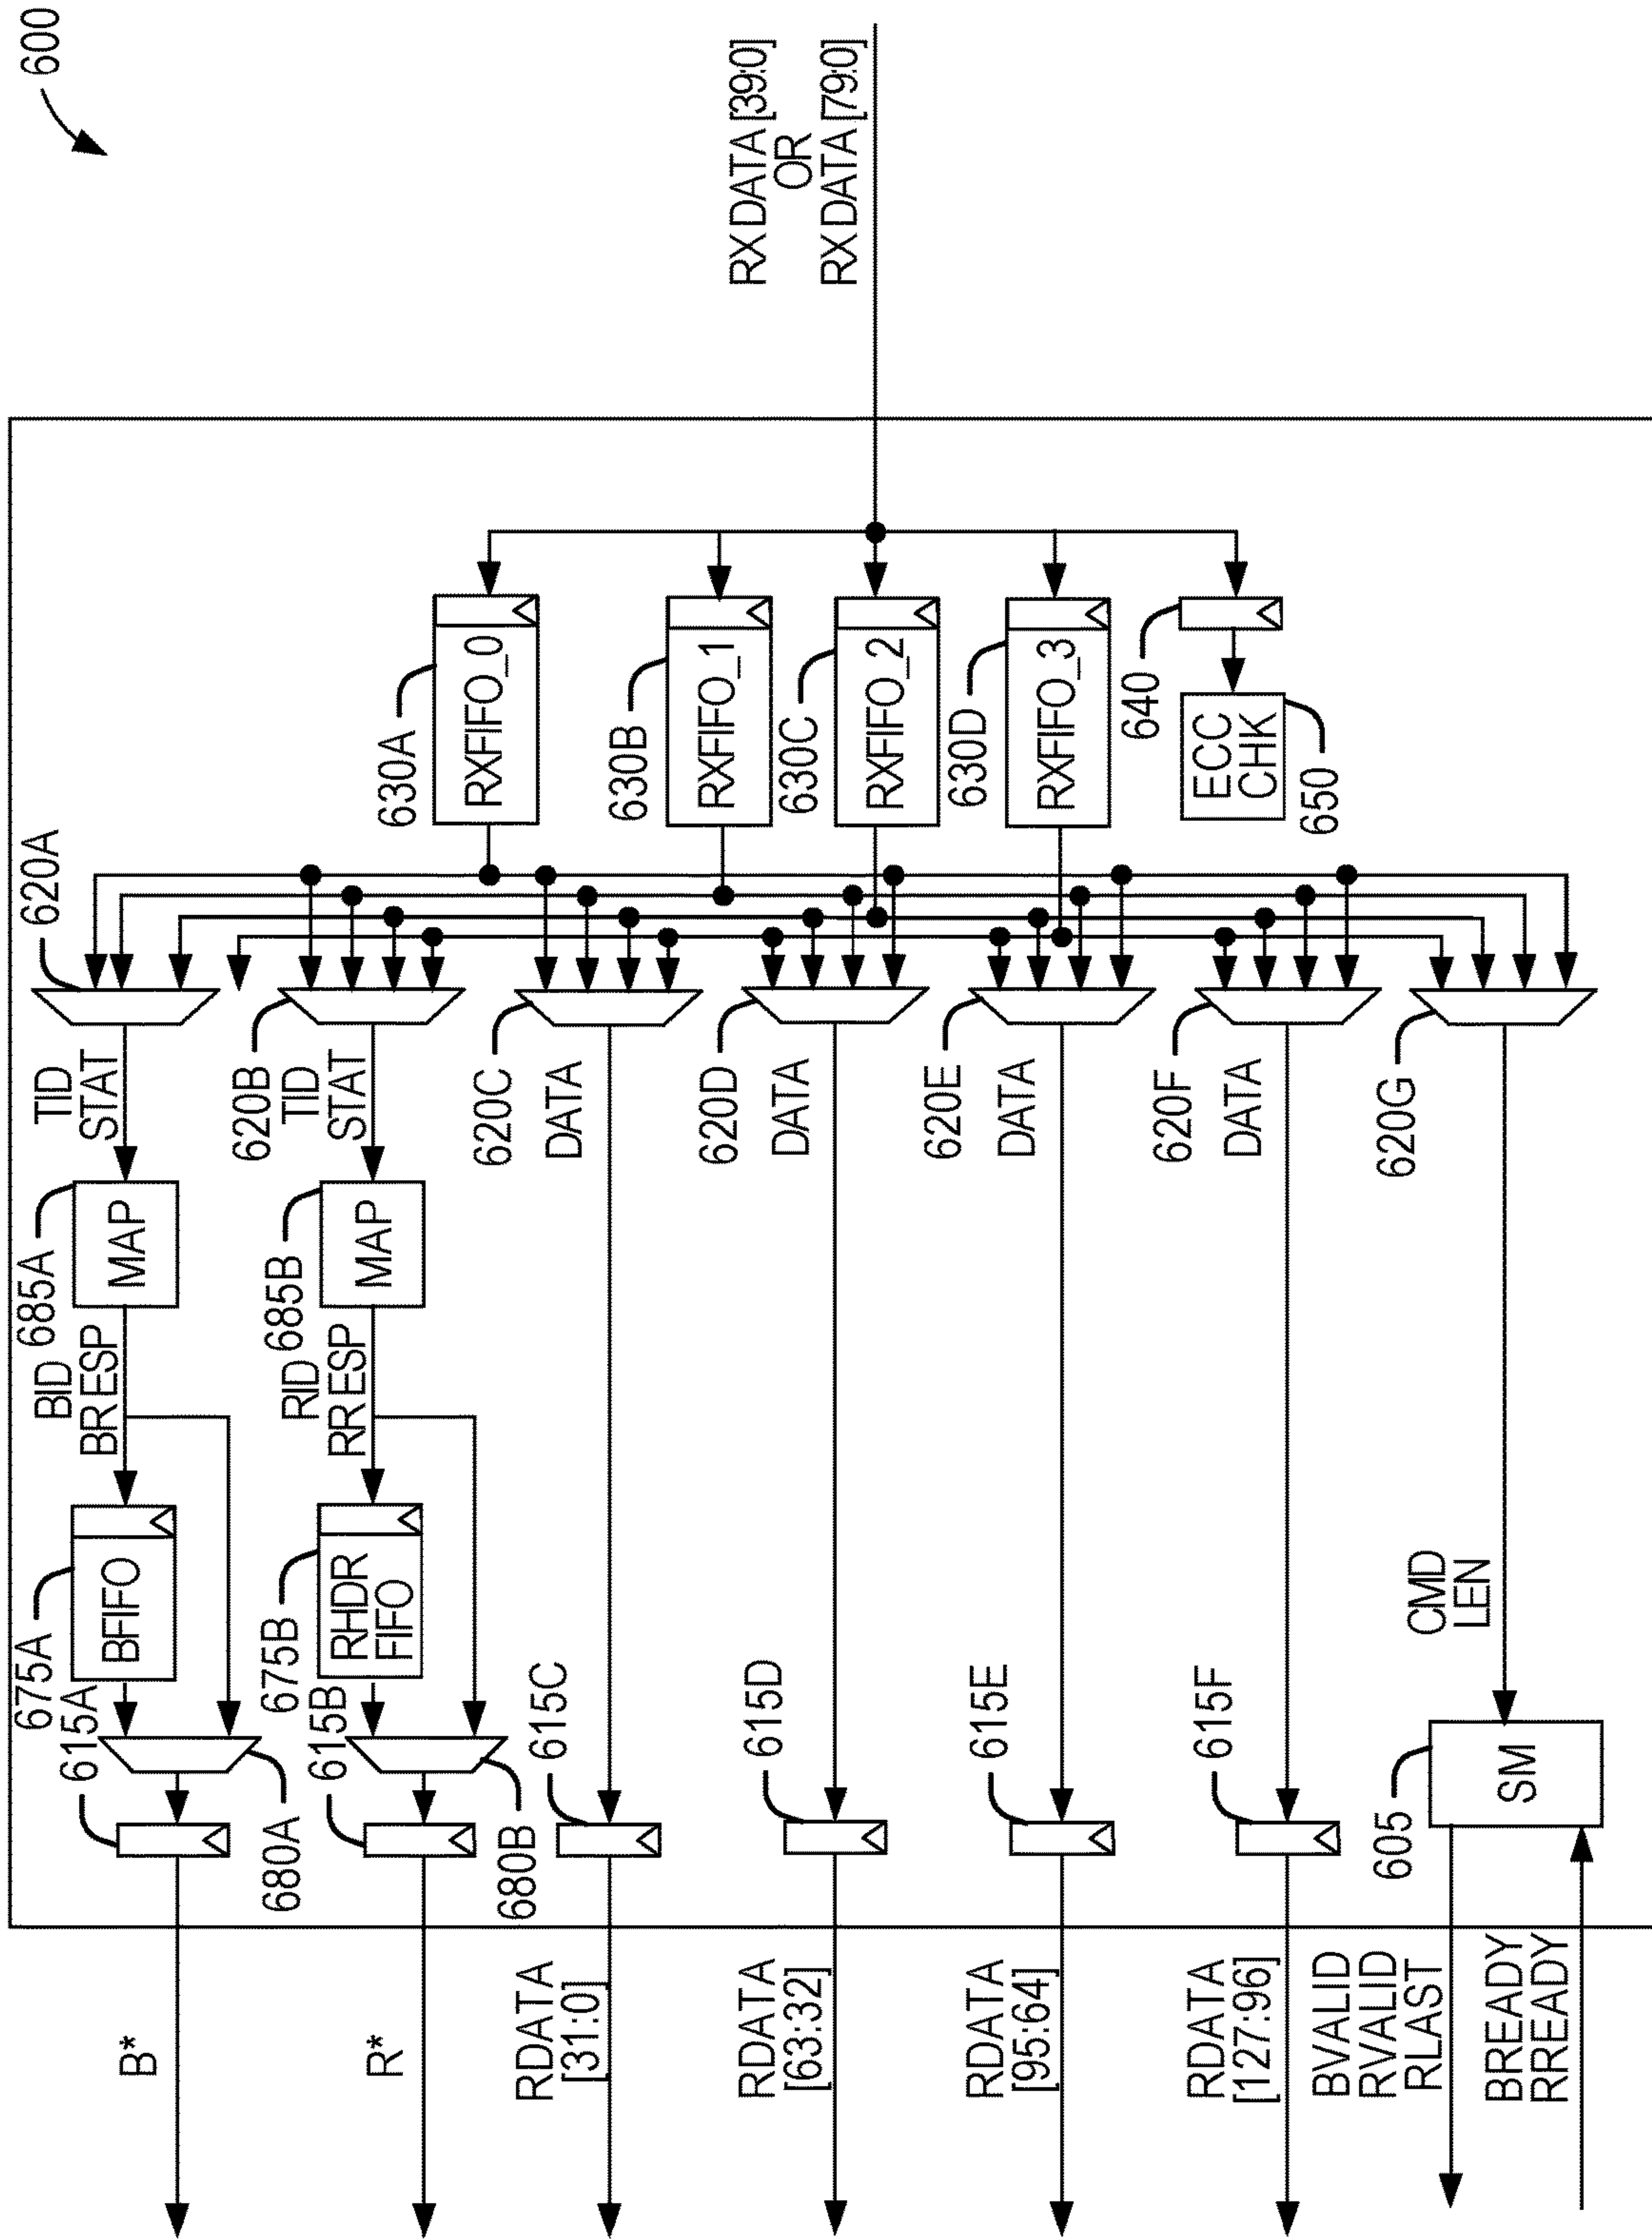 600
RX DATA [39:0]
OR
RX DATA [79:0]
630A
RXFIFO_0
630B
RXFIFO_1
630C
RXFIFO_2
630D
RXFIFO_3
640
ECC
CHK
650
620A
TID
STAT
620B
TID
STAT
620C
DATA
620D
DATA
620E
DATA
620F
DATA
620G
685A
MAP
BID
BRESP
685B
MAP
RID
RRESP
675A
BFIFO
675B
RHDR
FIFO
CMD
LEN
615A
680A
615B
680B
615C
615D
615E
615F
605
SM
B*
R*
RDATA
[31:0]
RDATA
[63:32]
RDATA
[95:64]
RDATA
[127:96]
BVALID
RVALID
RLAST
BREADY
RREADY